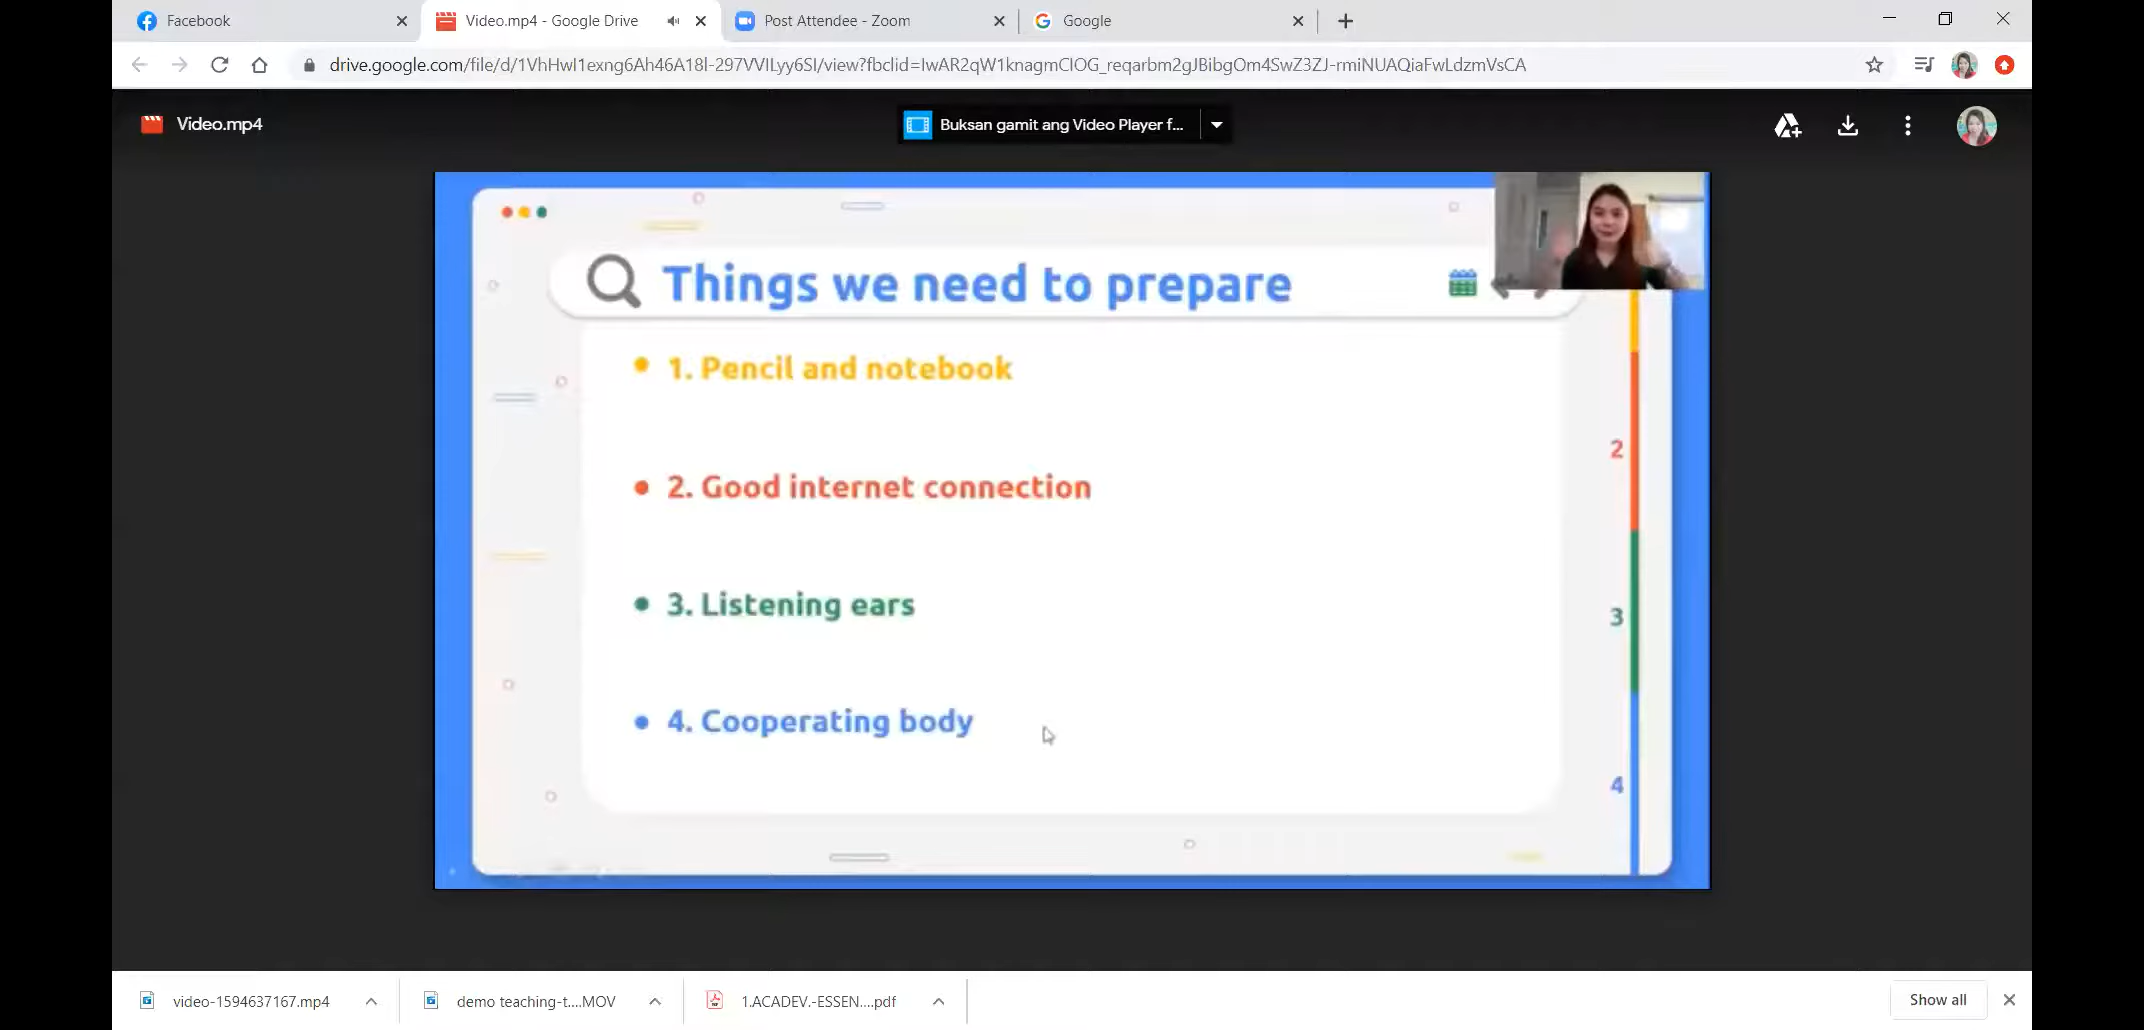 Facebook
Video.mp4 - Google Drive
Post Attendee - Zoom
Google
drive.google.com/file/d/1VhHwI1exng6Ah46A18l-297VVILyy6SI/view?fbclid=IwAR2qW1knagmCIOG_reqarbm2gJBibgOm4SwZ3ZJ-rmiNUAQiaFwLdzmVsCA
Video.mp4
Buksan gamit ang Video Player f...
Things we need to prepare
1. Pencil and notebook
2. Good internet connection
3. Listening ears
4. Cooperating body
2
3
4
video-1594637167.mp4
demo teaching-t....MOV
1.ACADEV.-ESSEN....pdf
Show all